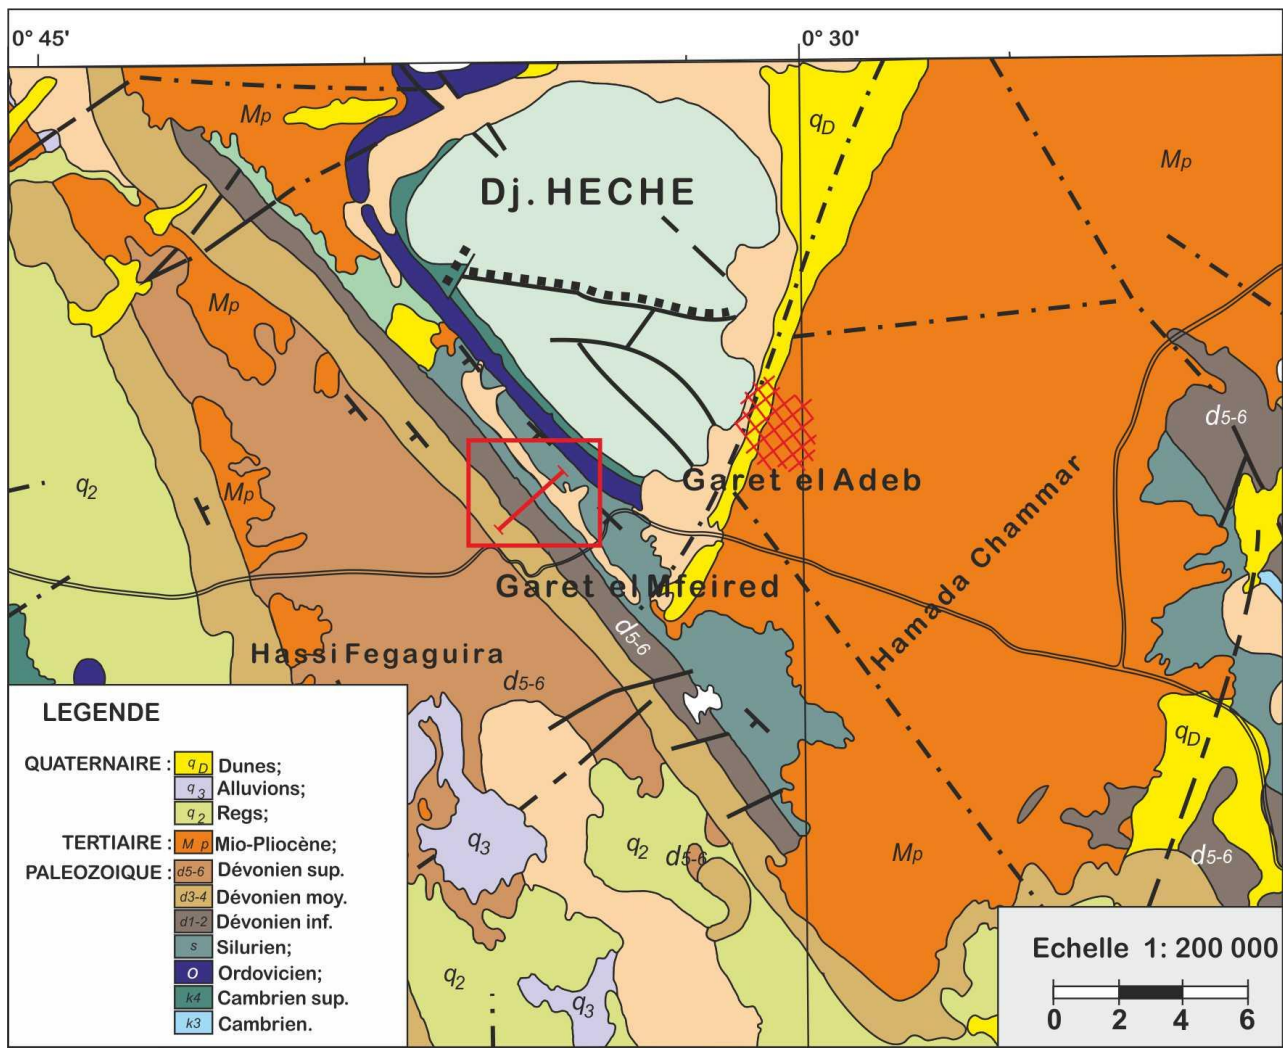 0° 45'
0° 30'
Mp
qD
Mp
Dj. HECHE
Mp
d5-6
q2
Mp
Garet el Adeb
Hamada Chammar
Garet el Mfeired
d5-6
Hassi Fegaguira
d5-6
qD
q3
q2
d5-6
Mp
d5-6
q2
q3
LEGENDE
QUATERNAIRE : qD Dunes;
q3 Alluvions;
q2 Regs;
TERTIAIRE : Mp Mio-Pliocène;
PALEOZOIQUE : d5-6 Dévonien sup.
d3-4 Dévonien moy.
d1-2 Dévonien inf.
s Silurien;
O Ordovicien;
k4 Cambrien sup.
k3 Cambrien.
Echelle 1: 200 000
0 2 4 6